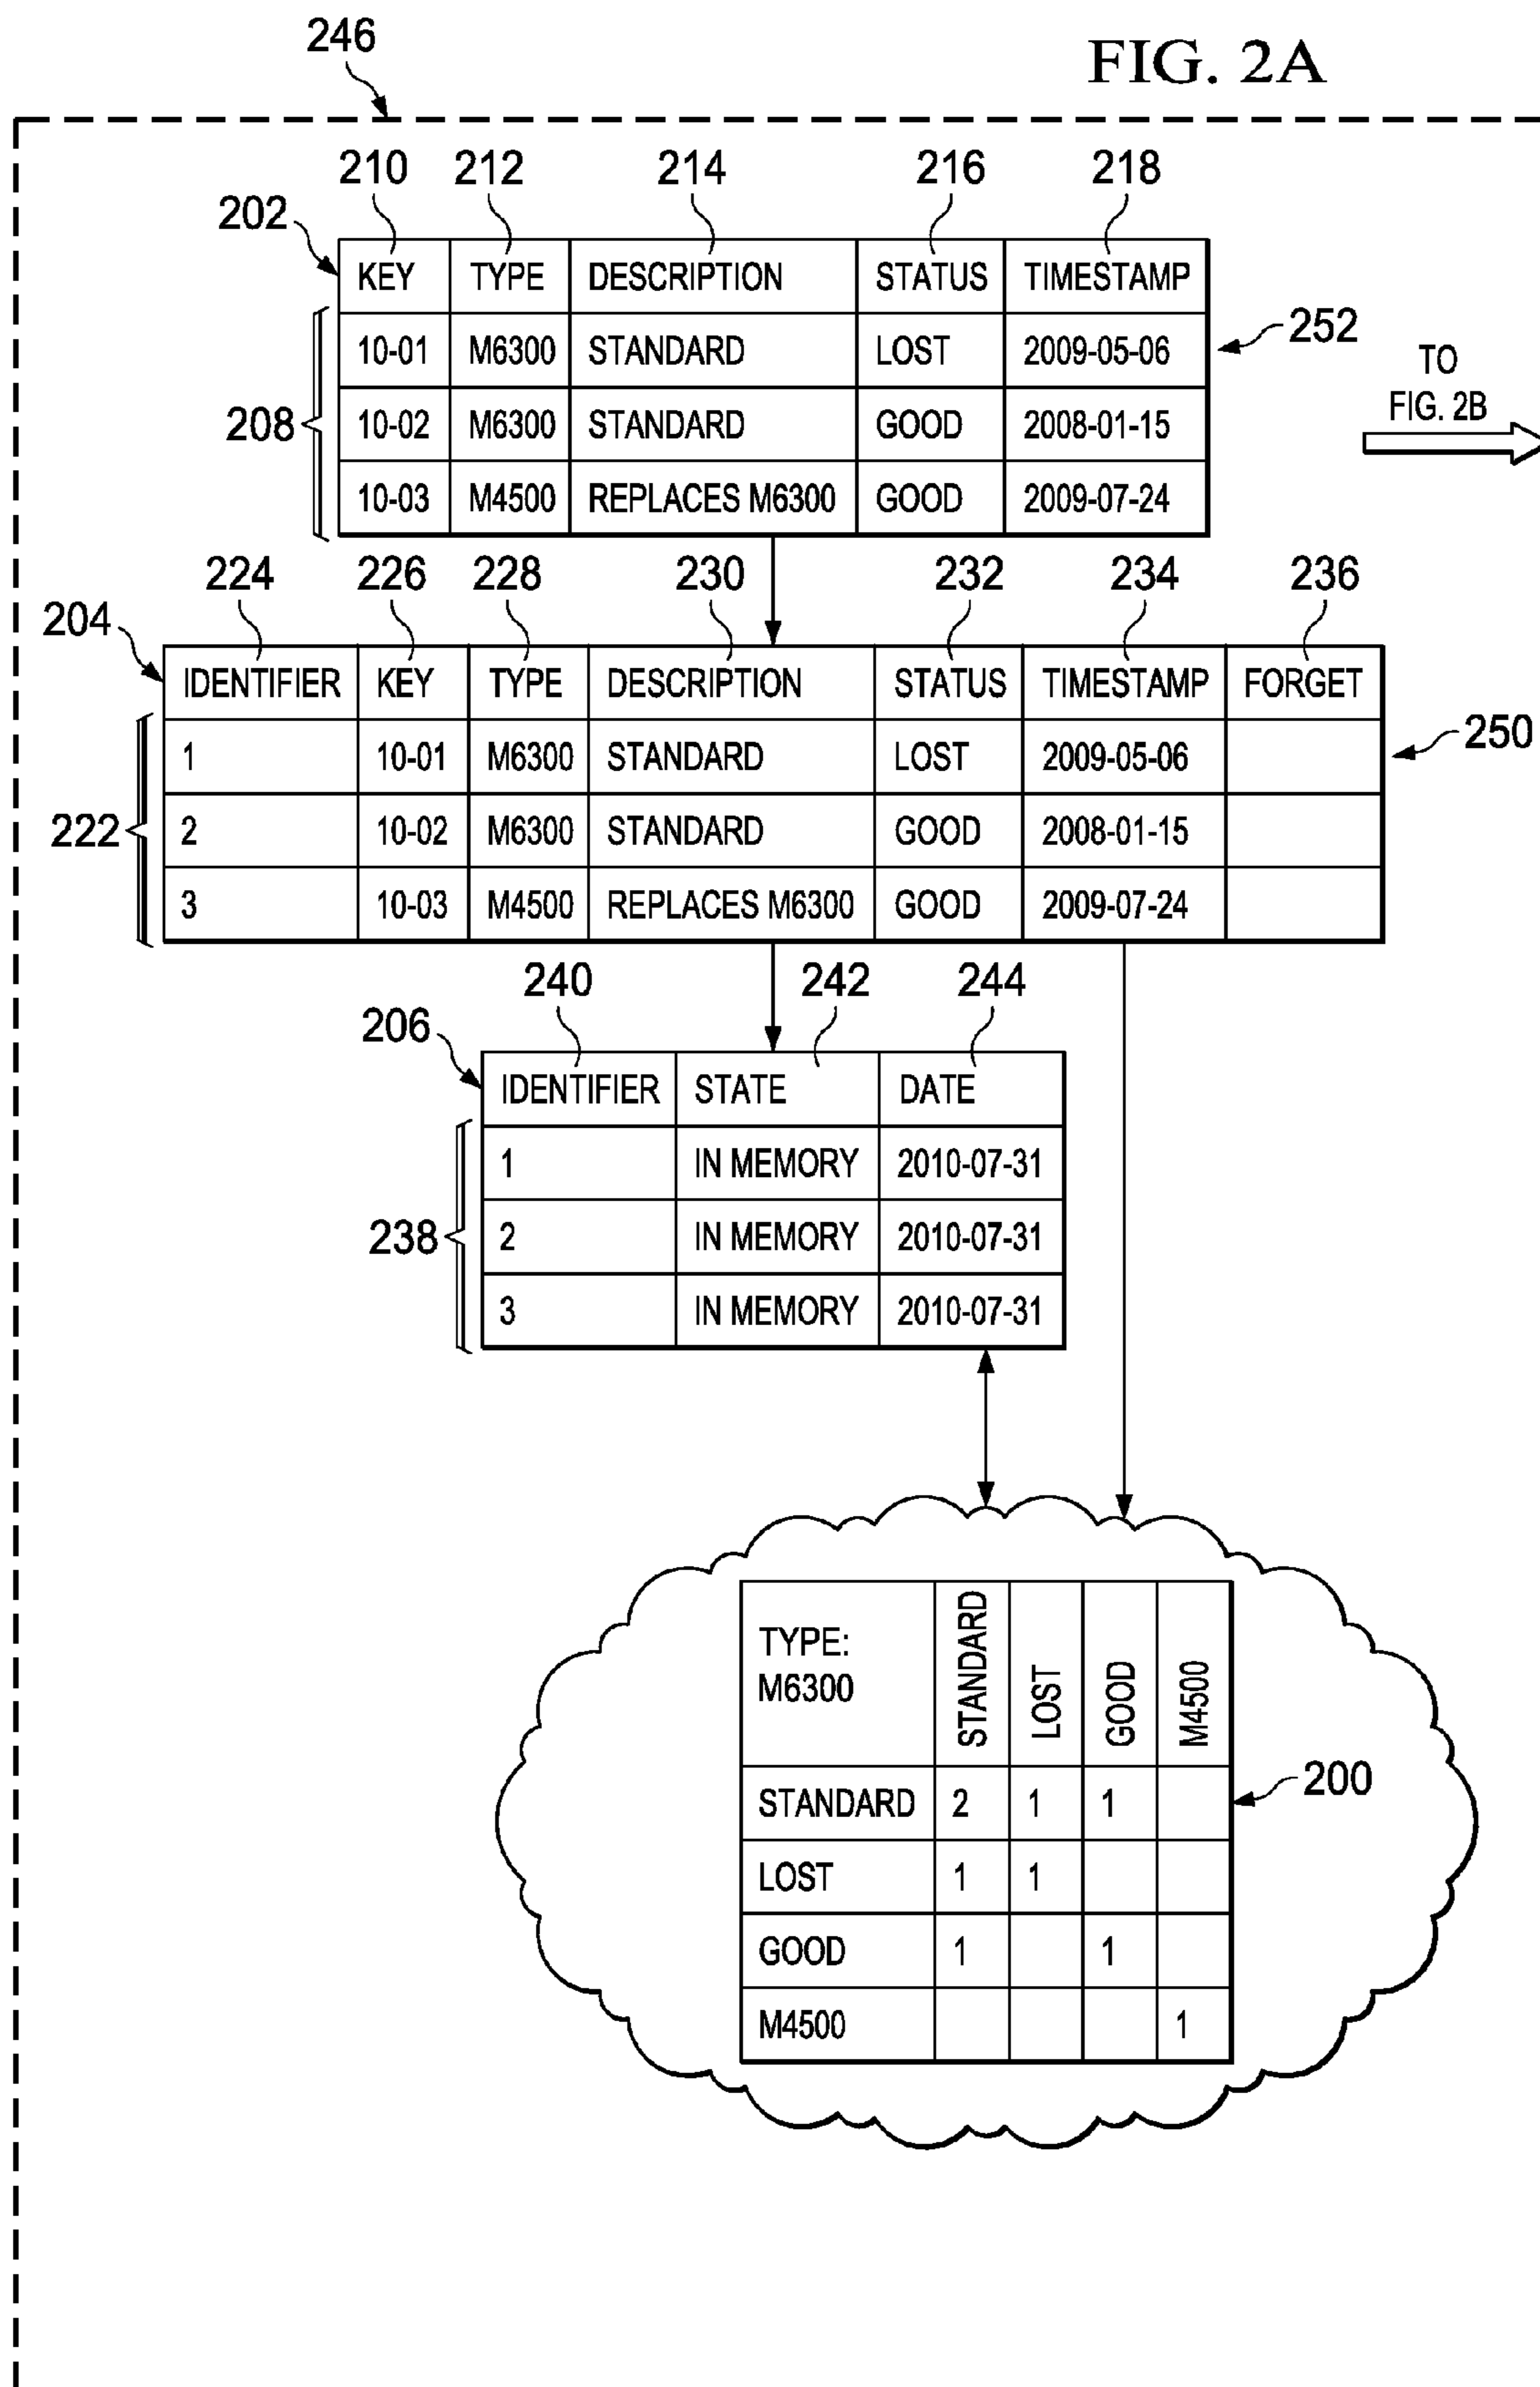 FIG. 2A
246
210 212 214 216 218
202
KEY TYPE DESCRIPTION STATUS TIMESTAMP
10-01 M6300 STANDARD LOST 2009-05-06
252
10-02 M6300 STANDARD GOOD 2008-01-15
208
10-03 M4500 REPLACES M6300 GOOD 2009-07-24
TO
FIG. 2B
224 226 228 230 232 234 236
204
IDENTIFIER KEY TYPE DESCRIPTION STATUS TIMESTAMP FORGET
1 10-01 M6300 STANDARD LOST 2009-05-06
250
2 10-02 M6300 STANDARD GOOD 2008-01-15
222
3 10-03 M4500 REPLACES M6300 GOOD 2009-07-24
240 242 244
206
IDENTIFIER STATE DATE
1 IN MEMORY 2010-07-31
2 IN MEMORY 2010-07-31
238
3 IN MEMORY 2010-07-31
TYPE:
M6300
STANDARD
LOST
GOOD
M4500
STANDARD 2 1 1
200
LOST 1 1
GOOD 1 1
M4500 1